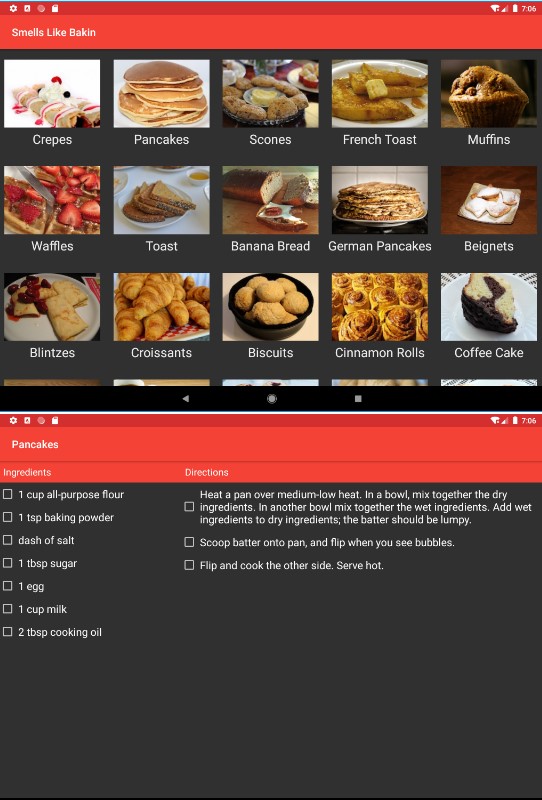 7:06
Smells Like Bakin
Crepes
Pancakes
Scones
French Toast
Muffins
Waffles
Toast
Banana Bread
German Pancakes
Beignets
Blintzes
Croissants
Biscuits
Cinnamon Rolls
Coffee Cake
7:06
Pancakes
Ingredients
1 cup all-purpose flour
1 tsp baking powder
dash of salt
1 tbsp sugar
1 egg
1 cup milk
2 tbsp cooking oil
Directions
Heat a pan over medium-low heat. In a bowl, mix together the dry
ingredients. In another bowl mix together the wet ingredients. Add wet
ingredients to dry ingredients; the batter should be lumpy.
Scoop batter onto pan, and flip when you see bubbles.
Flip and cook the other side. Serve hot.